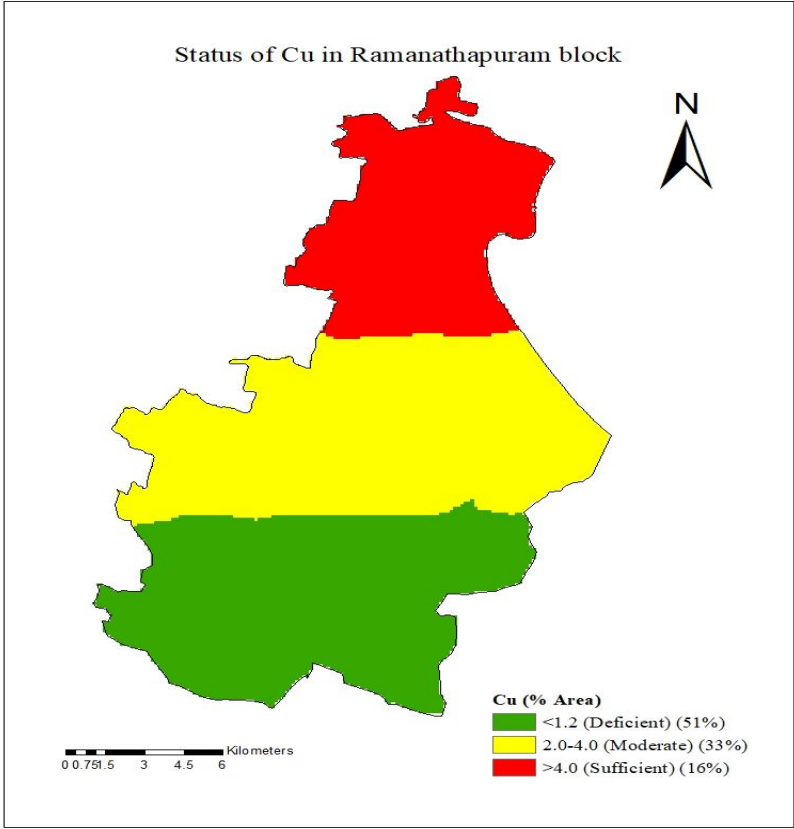 Status of Cu in Ramanathapuram block
N
Cu (% Area)
<1.2 (Deficient) (51%)
2.0-4.0 (Moderate) (33%)
>4.0 (Sufficient) (16%)
Kilometers
0 0.751.5 3 4.5 6